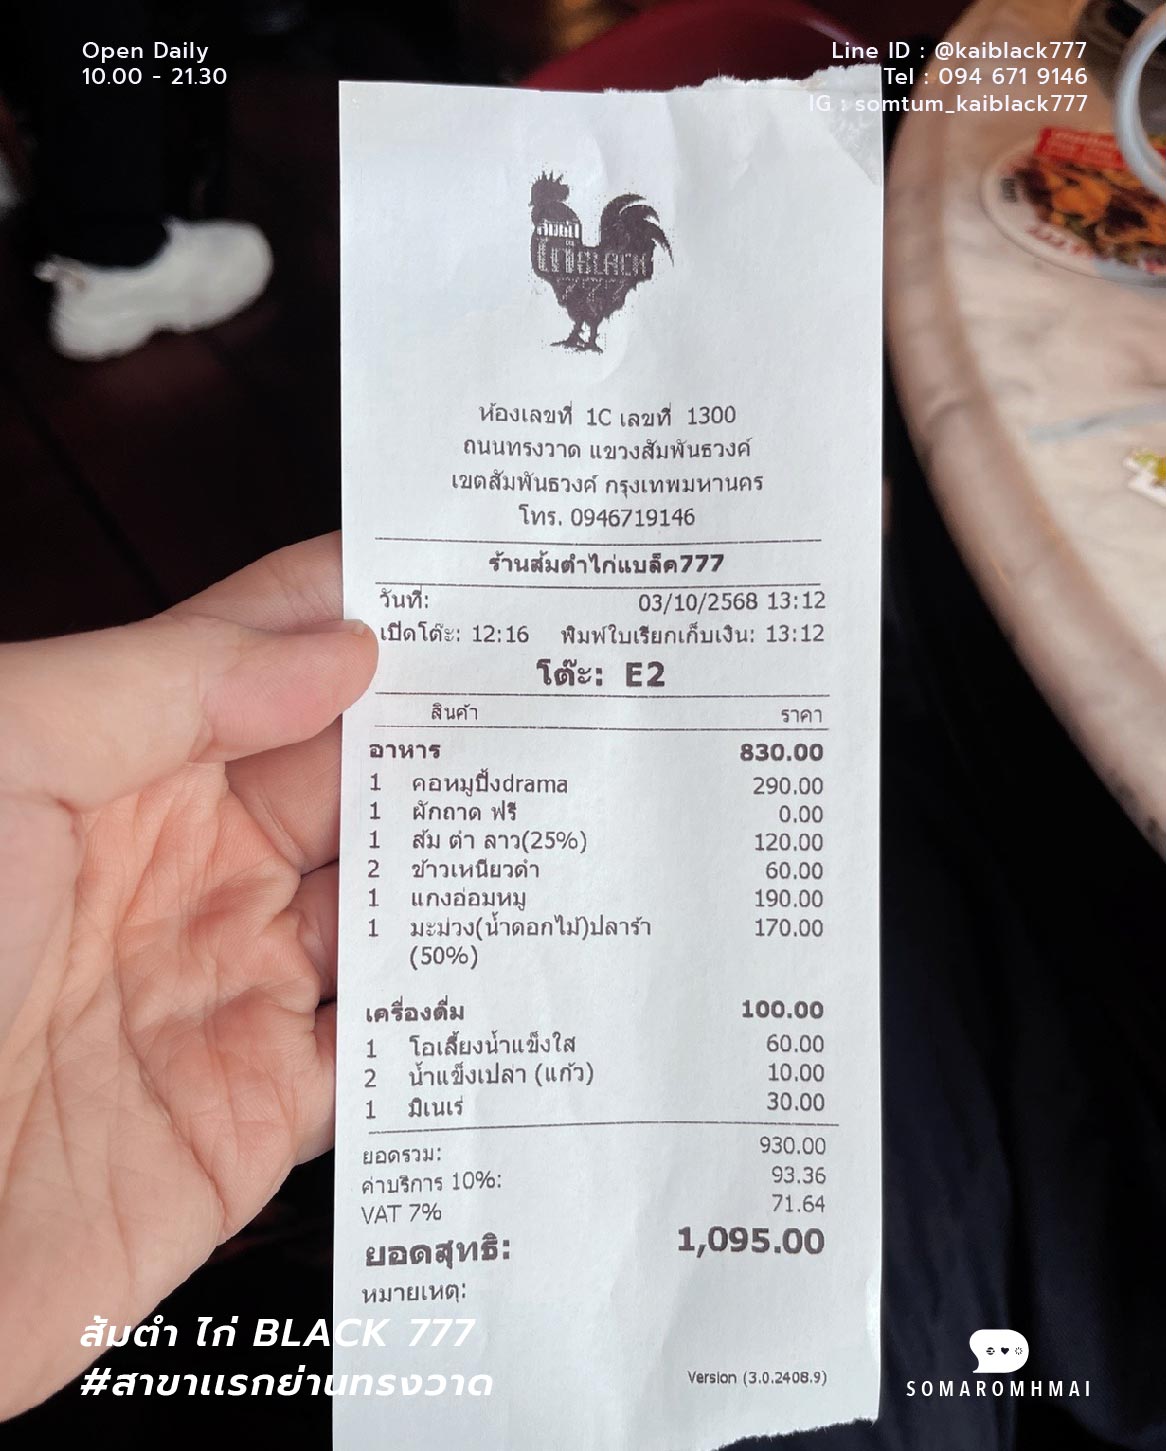 Open Daily
10.00 - 21.30
Line ID : @kaiblack777
Tel : 094 671 9146
IG : somtum_kaiblack777
ส้มตำ
ไก่BLACK
777
ห้องเลขที่ 1C เลขที่ 1300
ถนนทรงวาด แขวงสัมพันธวงศ์
เขตสัมพันธวงศ์ กรุงเทพมหานคร
โทร. 0946719146
ร้านส้มตำไก่แบล็ค777
วันที่: 03/10/2568 13:12
เปิดโต๊ะ: 12:16 พิมพ์ใบเรียกเก็บเงิน: 13:12
โต๊ะ: E2
สินค้า ราคา
อาหาร 830.00
1 คอหมูปิ้งdrama 290.00
1 ผักถาด ฟรี 0.00
1 ส้ม ตำ ลาว(25%) 120.00
2 ข้าวเหนียวดำ 60.00
1 แกงอ่อมหมู 190.00
1 มะม่วง(น้ำดอกไม้)ปลาร้า 170.00
(50%)
เครื่องดื่ม 100.00
1 โอเลี้ยงน้ำแข็งใส 60.00
2 น้ำแข็งเปล่า (แก้ว) 10.00
1 มิเนเร่ 30.00
ยอดรวม: 930.00
ค่าบริการ 10%: 93.36
VAT 7% 71.64
ยอดสุทธิ: 1,095.00
หมายเหตุ:
ส้มตำ ไก่ BLACK 777
#สาขาแรกย่านทรงวาด
Version (3.0.2408.9)
SOMAROMHMAI